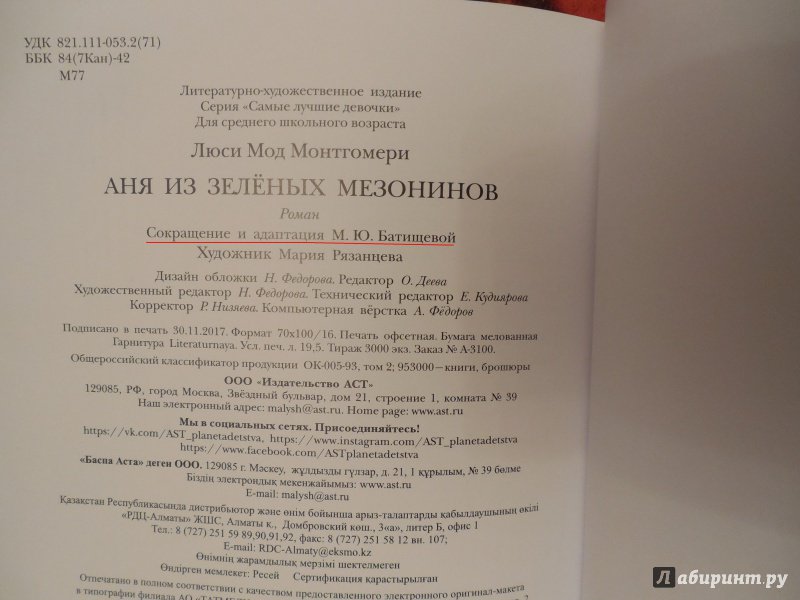 УДК 821.111-053.2(71)
ББК 84(7Кан)-42
М77
Литературно-художественное издание
Серия «Самые лучшие девочки»
Для среднего школьного возраста
Люси Мод Монтгомери
АНЯ ИЗ ЗЕЛЁНЫХ МЕЗОНИНОВ
Роман
Сокращение и адаптация М. Ю. Батищевой
Художник Мария Рязанцева
Дизайн обложки Н. Федорова. Редактор О. Деева
Художественный редактор Н. Федорова. Технический редактор Е. Кудиярова
Корректор Р. Низяева. Компьютерная вёрстка А. Фёдоров
Подписано в печать 30.11.2017. Формат 70х100/16. Печать офсетная. Бумага мелованная
Гарнитура Literaturnaya. Усл. печ. л. 19,5. Тираж 3000 экз. Заказ № А-3100.
Общероссийский классификатор продукции ОК-005-93, том 2; 953000—книги, брошюры
ООО «Издательство АСТ»
129085, РФ, город Москва, Звёздный бульвар, дом 21, строение 1, комната № 39
Наш электронный адрес: malysh@ast.ru. Home page: www.ast.ru
Мы в социальных сетях. Присоединяйтесь!
https://vk.com/AST_planetadetstva, https://www.instagram.com/AST_planetadetstva
https://www.facebook.com/ASTplanetadetstva
«Баспа Аста» деген ООО. 129085 г. Мәскеу, жұлдызды гүлзар, д. 21, 1 құрылым, № 39 бөлме
Біздің электрондық мекенжайымыз: www.ast.ru
E-mail: malysh@ast.ru
Қазақстан Республикасында дистрибьютор және өнім бойынша арыз-талаптарды қабылдаушының өкілі
«РДЦ-Алматы» ЖШС, Алматы қ., Домбровский көш., 3«а», литер Б, офис 1
Тел.: 8 (727) 251 59 89,90,91,92, факс: 8 (727) 251 58 12 вн. 107;
E-mail: RDC-Almaty@eksmo.kz
Өнімнің жарамдылық мерзімі шектелмеген
Өндірген мемлекет: Ресей Сертификация қарастырылған
Отпечатано в полном соответствии с качеством предоставленного электронного оригинал-макета
в типографии филиала АО
Лабиринт.ру